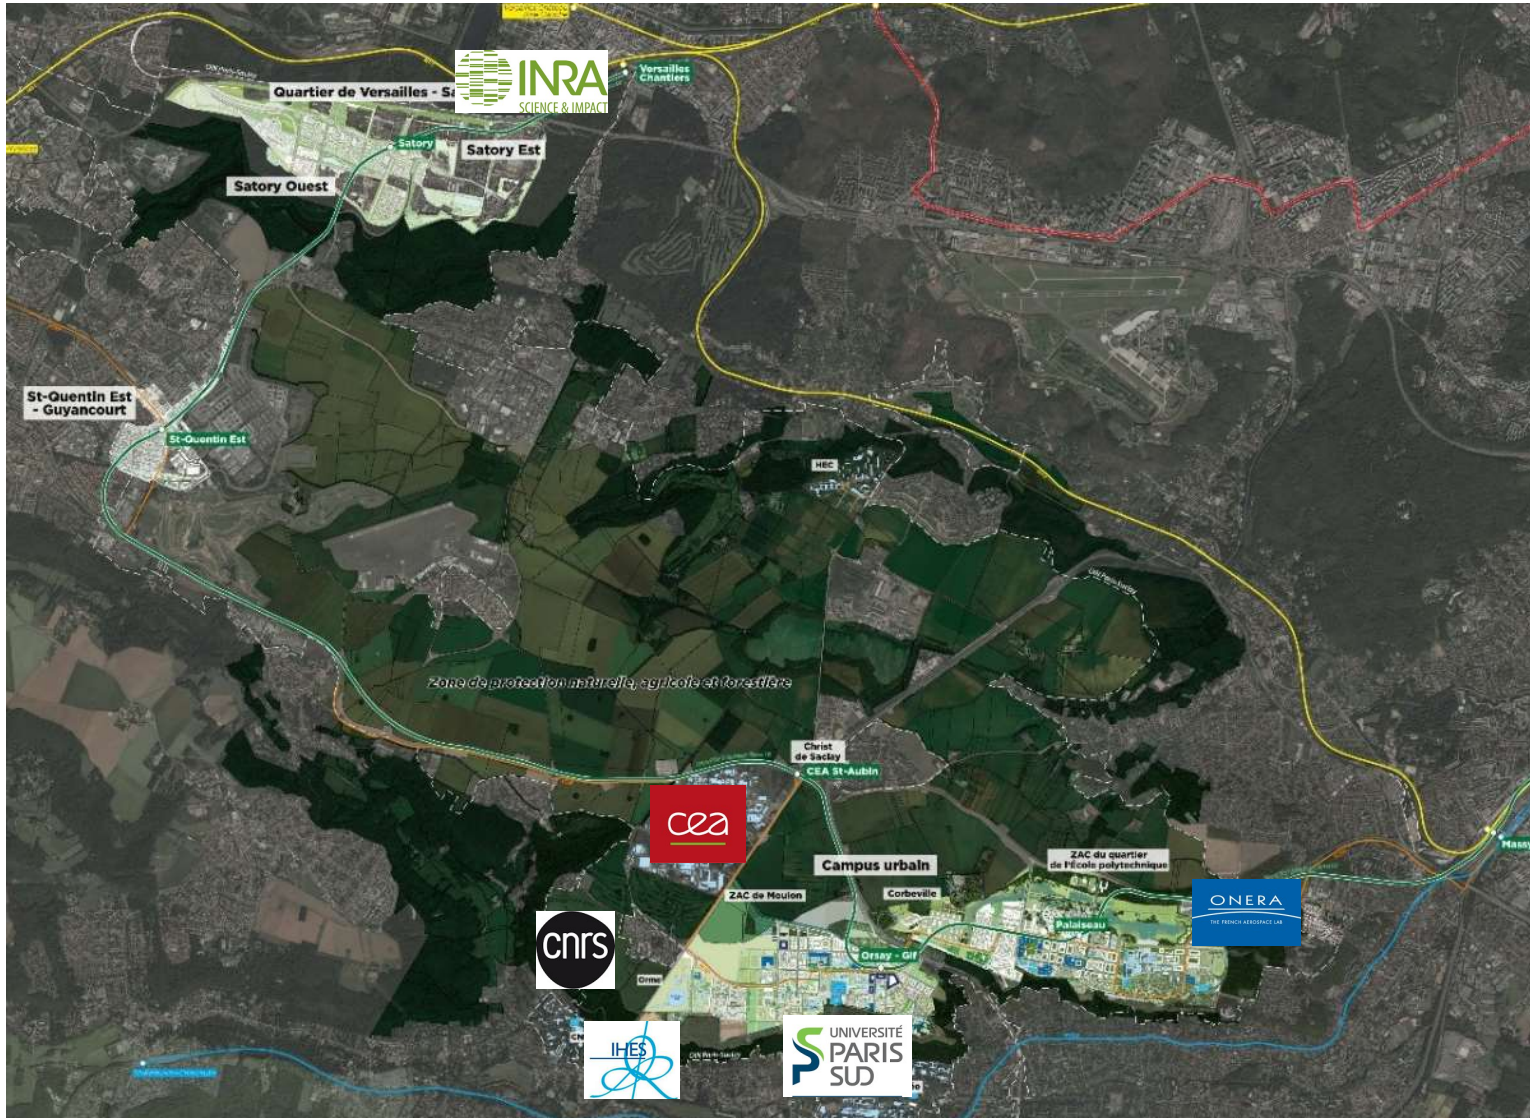 INRA
SCIENCE & IMPACT
Versailles
Chantiers
Quartier de Versailles - Sa
Satory
Satory Est
Satory Ouest
St-Quentin Est
- Guyancourt
St-Quentin Est
HEC
Zone de protection naturelle, agricole et forestière
Christ
de Saclay
CEA St-Aubin
cea
Campus urbain
ZAC du quartier
de l'École polytechnique
ZAC de Moulon
Corbeville
ONERA
THE FRENCH AEROSPACE LAB
Palaiseau
Massy
cnrs
Orsay - Gif
Orme
IHES
UNIVERSITÉ
PARIS
SUD